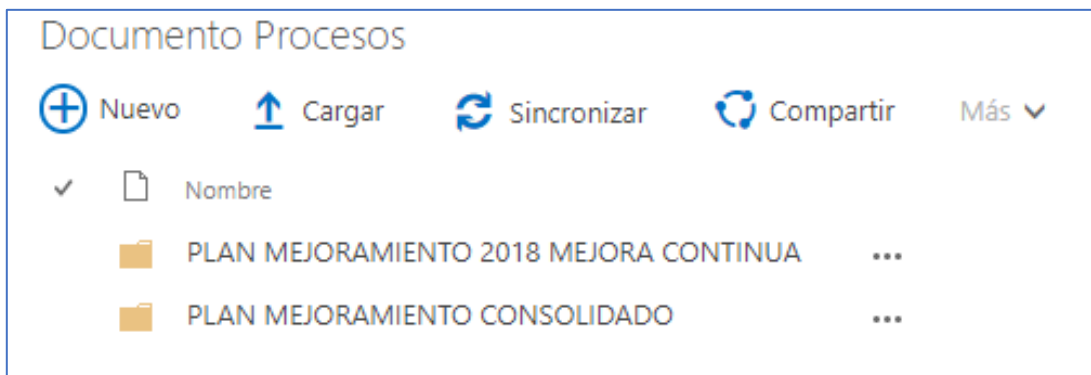 Documento Procesos
Nuevo Cargar Sincronizar Compartir Más
Nombre
PLAN MEJORAMIENTO 2018 MEJORA CONTINUA ...
PLAN MEJORAMIENTO CONSOLIDADO ...